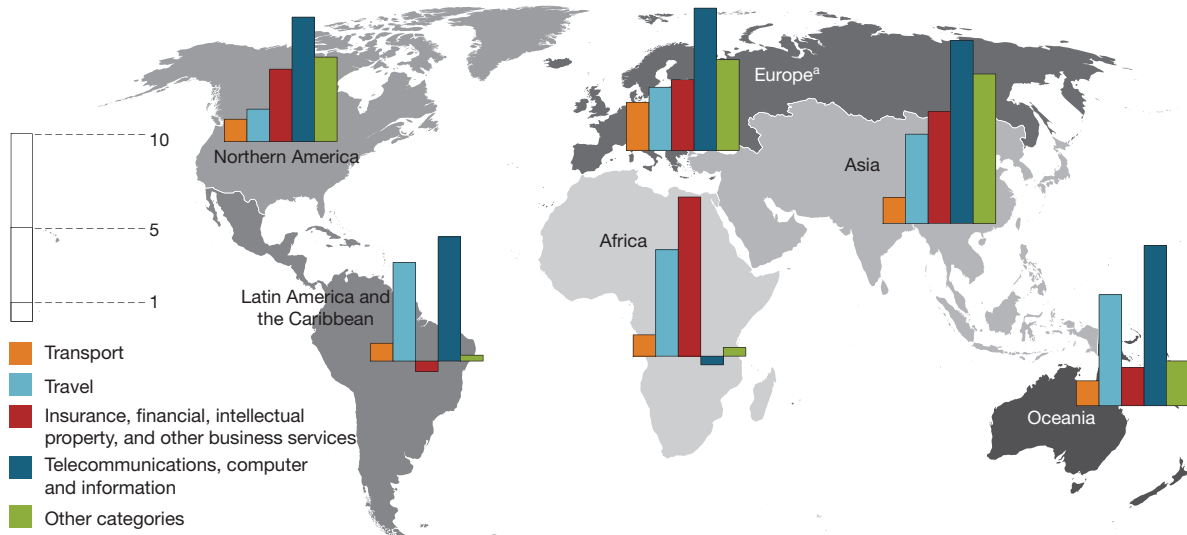 Northern America
Europeᵃ
Asia
Africa
Latin America and
the Caribbean
Oceania
10
5
1
Transport
Travel
Insurance, financial, intellectual
property, and other business services
Telecommunications, computer
and information
Other categories